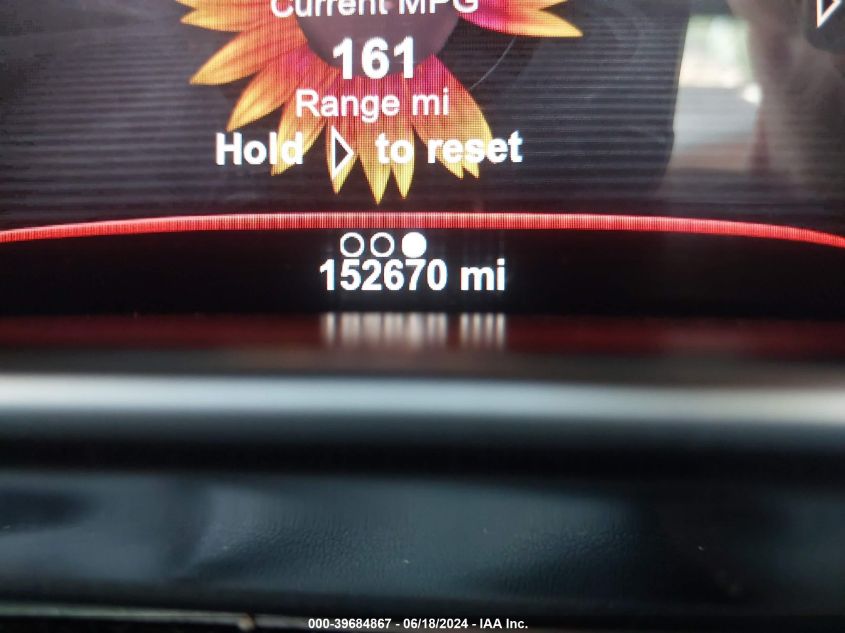 Current MPG
161
Range mi
Hold ▷ to reset
152670 mi
000-39684867 - 06/18/2024 - IAA Inc.